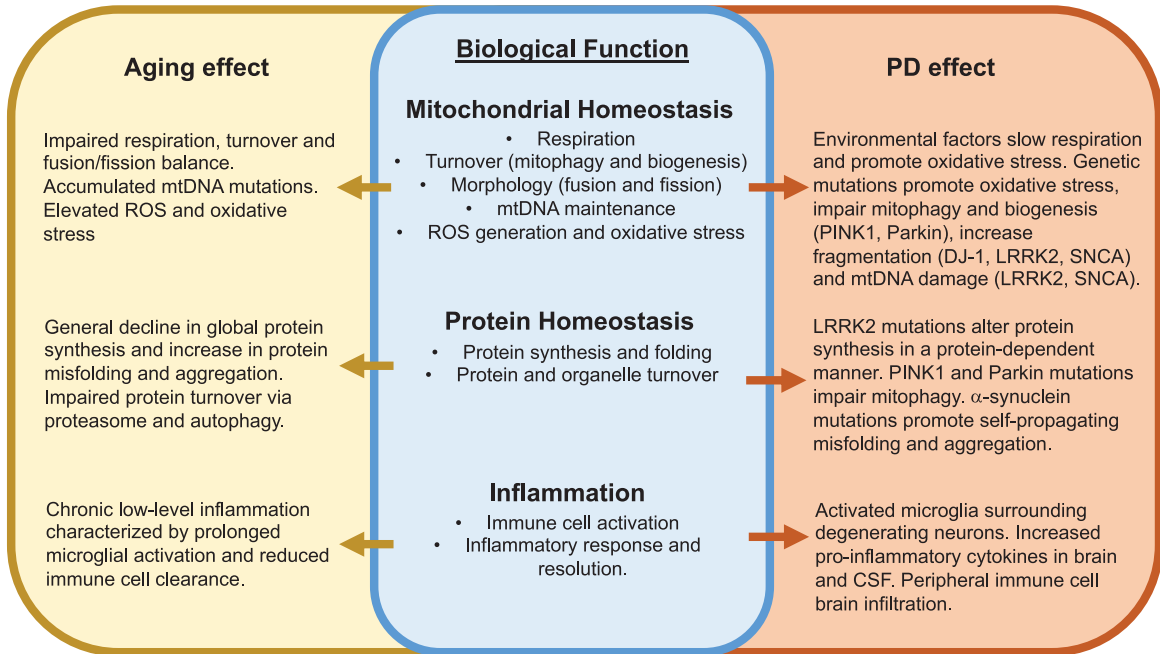 Aging effect
Impaired respiration, turnover and
fusion/fission balance.
Accumulated mtDNA mutations.
Elevated ROS and oxidative
stress
General decline in global protein
synthesis and increase in protein
misfolding and aggregation.
Impaired protein turnover via
proteasome and autophagy.
Chronic low-level inflammation
characterized by prolonged
microglial activation and reduced
immune cell clearance.
Biological Function
Mitochondrial Homeostasis
• Respiration
• Turnover (mitophagy and biogenesis)
• Morphology (fusion and fission)
• mtDNA maintenance
• ROS generation and oxidative stress
Protein Homeostasis
• Protein synthesis and folding
• Protein and organelle turnover
Inflammation
• Immune cell activation
• Inflammatory response and
resolution.
PD effect
Environmental factors slow respiration
and promote oxidative stress. Genetic
mutations promote oxidative stress,
impair mitophagy and biogenesis
(PINK1, Parkin), increase
fragmentation (DJ-1, LRRK2, SNCA)
and mtDNA damage (LRRK2, SNCA).
LRRK2 mutations alter protein
synthesis in a protein-dependent
manner. PINK1 and Parkin mutations
impair mitophagy. α-synuclein
mutations promote self-propagating
misfolding and aggregation.
Activated microglia surrounding
degenerating neurons. Increased
pro-inflammatory cytokines in brain
and CSF. Peripheral immune cell
brain infiltration.